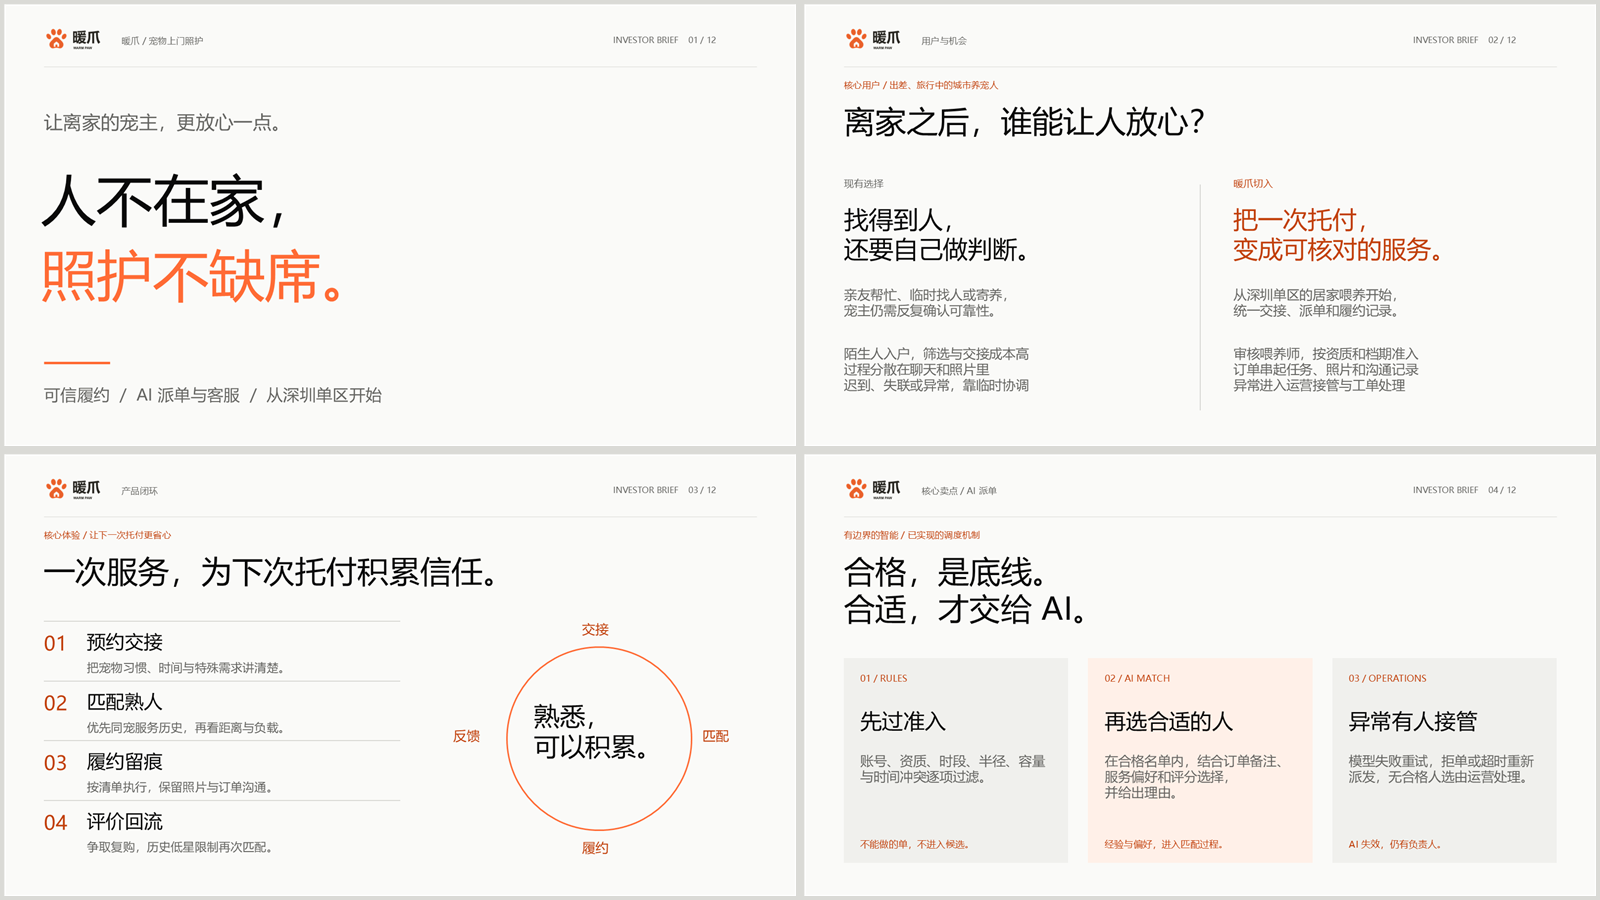 暖爪
WARM PAW
暖爪 / 宠物上门照护
INVESTOR BRIEF 01 / 12
让离家的宠主，更放心一点。
人不在家，
照护不缺席。
可信履约 / AI 派单与客服 / 从深圳单区开始
暖爪
WARM PAW
用户与机会
INVESTOR BRIEF 02 / 12
核心用户 / 出差、旅行中的城市养宠人
离家之后，谁能让人放心？
现有选择
找得到人，
还要自己做判断。
亲友帮忙、临时找人或寄养，
宠主仍需反复确认可靠性。
陌生人入户，筛选与交接成本高
过程分散在聊天和照片里
迟到、失联或异常，靠临时协调
暖爪切入
把一次托付，
变成可核对的服务。
从深圳单区的居家喂养开始，
统一交接、派单和履约记录。
审核喂养师，按资质和档期准入
订单串起任务、照片和沟通记录
异常进入运营接管与工单处理
暖爪
WARM PAW
产品闭环
INVESTOR BRIEF 03 / 12
核心体验 / 让下一次托付更省心
一次服务，为下次托付积累信任。
01 预约交接
把宠物习惯、时间与特殊需求讲清楚。
02 匹配熟人
优先同宠服务历史，再看距离与负载。
03 履约留痕
按清单执行，保留照片与订单沟通。
04 评价回流
争取复购，历史低星限制再次匹配。
交接
反馈
熟悉，
可以积累。
匹配
履约
暖爪
WARM PAW
核心卖点 / AI 派单
INVESTOR BRIEF 04 / 12
有边界的智能 / 已实现的调度机制
合格，是底线。
合适，才交给 AI。
01 / RULES
先过准入
账号、资质、时段、半径、容量
与时间冲突逐项过滤。
不能做的单，不进入候选。
02 / AI MATCH
再选合适的人
在合格名单内，结合订单备注、
服务偏好和评分选择，
并给出理由。
经验与偏好，进入匹配过程。
03 / OPERATIONS
异常有人接管
模型失败重试，拒单或超时重新
派发，无合格人选由运营处理。
AI 失效，仍有负责人。